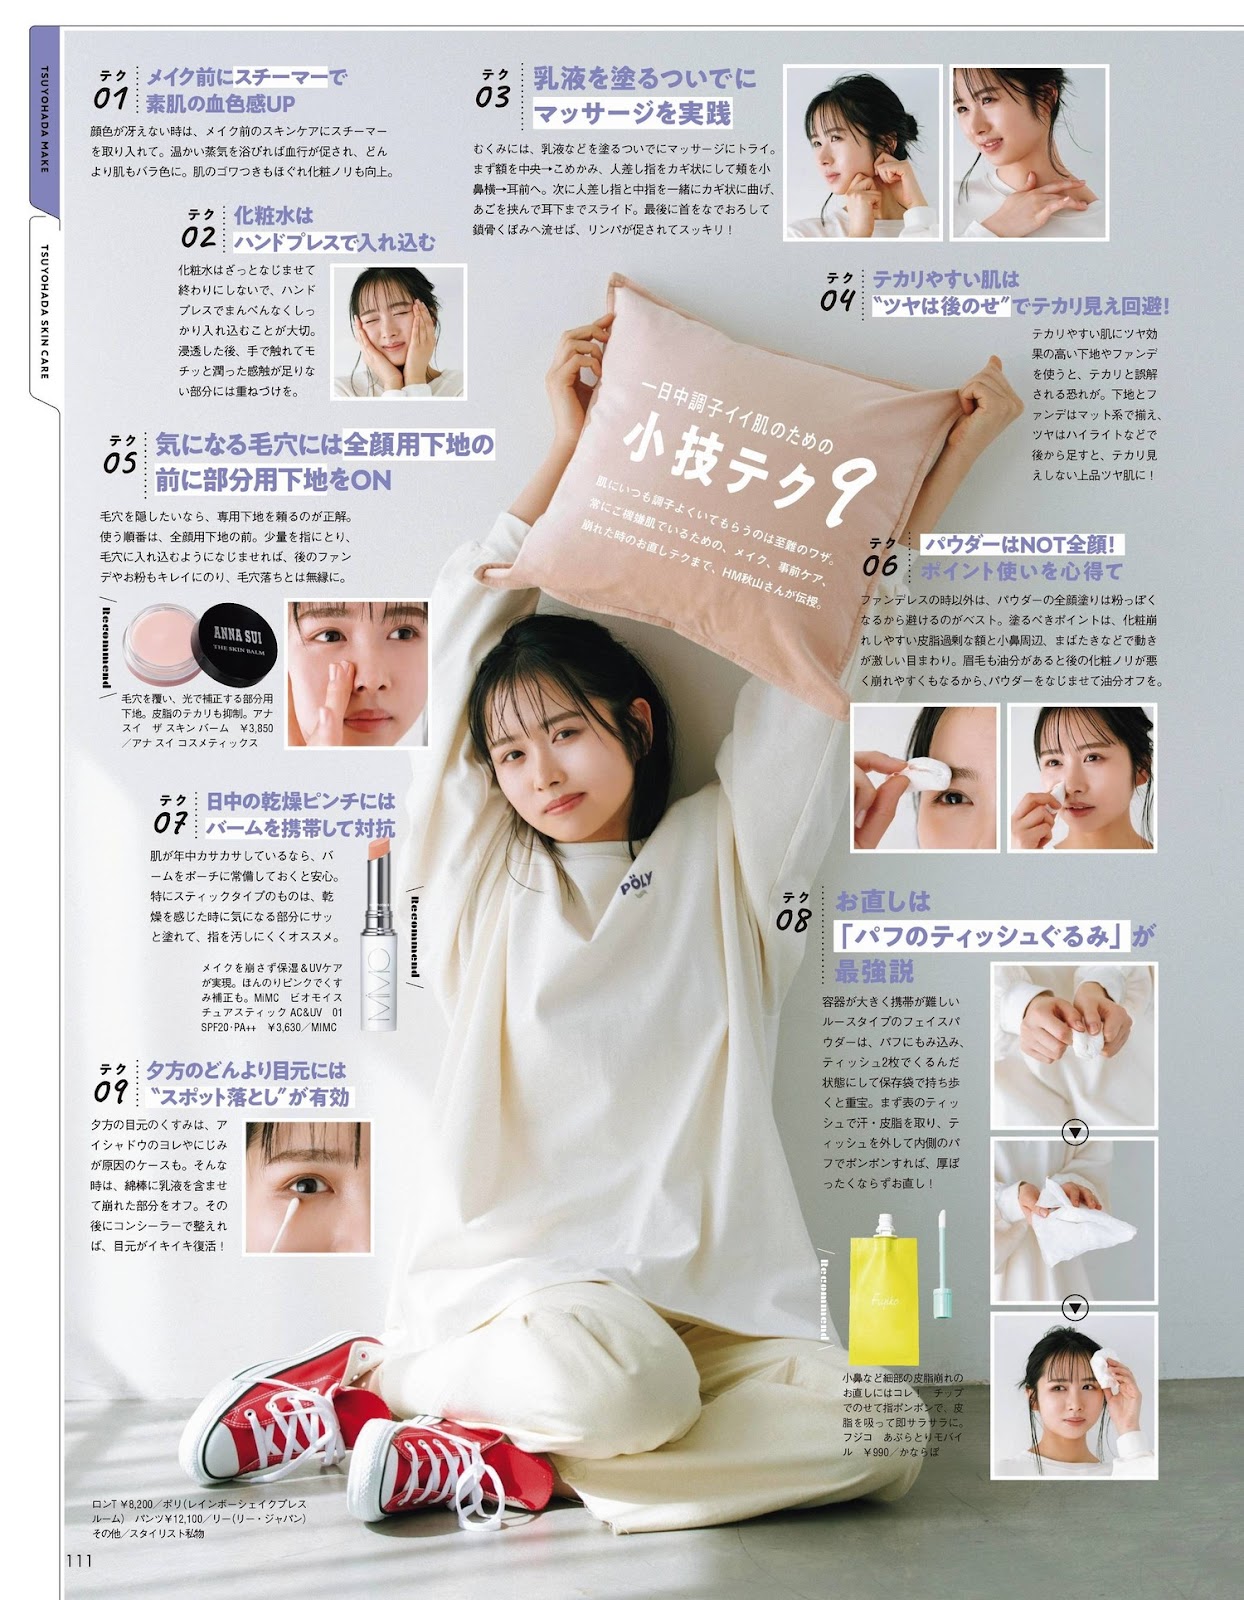 TSUYOHADA MAKE
TSUYOHADA SKIN CARE
テク
01
メイク前にスチーマーで
素肌の血色感UP
顔色が冴えない時は、メイク前のスキンケアにスチーマー
を取り入れて。温かい蒸気を浴びれば血行が促され、どん
より肌もバラ色に。肌のゴワつきもほぐれ化粧ノリも向上。
テク
02
化粧水は
ハンドプレスで入れ込む
化粧水はざっとなじませて
終わりにしないで、ハンド
プレスでまんべんなくしっ
かり入れ込むことが大切。
浸透した後、手で触れてモ
チッと潤った感触が足りな
い部分には重ねづけを。
テク
03
乳液を塗るついでに
マッサージを実践
むくみには、乳液などを塗るついでにマッサージにトライ。
まず額を中央→こめかみ、人差し指をカギ状にして頬を小
鼻横→耳前へ。次に人差し指と中指を一緒にカギ状に曲げ、
あごを挟んで耳下までスライド。最後に首をなでおろして
鎖骨くぼみへ流せば、リンパが促されてスッキリ！
テク
04
テカリやすい肌は
〝ツヤは後のせ〟でテカリ見え回避！
テカリやすい肌にツヤ効
果の高い下地やファンデ
を使うと、テカリと誤解
される恐れが。下地とフ
ァンデはマット系で揃え、
ツヤはハイライトなどで
後から足すと、テカリ見
えしない上品ツヤ肌に！
一日中調子イイ肌のための
小技テク9
肌にいつも調子よくいてもらうのは至難のワザ。
常にご機嫌肌でいるための、メイク、事前ケア、
崩れた時のお直しテクまで、HM秋山さんが伝授。
テク
05
気になる毛穴には全顔用下地の
前に部分用下地をON
毛穴を隠したいなら、専用下地を頼るのが正解。
使う順番は、全顔用下地の前。少量を指にとり、
毛穴に入れ込むようになじませれば、後のファン
デやお粉もキレイにのり、毛穴落ちとは無縁に。
Recommend
ANNA SUI
THE SKIN BALM
毛穴を覆い、光で補正する部分用
下地。皮脂のテカリも抑制。アナ
スイ ザ スキン バーム ¥3,850
／アナ スイ コスメティックス
テク
06
パウダーはNOT全顔！
ポイント使いを心得て
ファンデレスの時以外は、パウダーの全顔塗りは粉っぽく
なるから避けるのがベスト。塗るべきポイントは、化粧崩
れしやすい皮脂過剰な額と小鼻周辺、まばたきなどで動き
が激しい目まわり。眉毛も油分があると後の化粧ノリが悪
く崩れやすくもなるから、パウダーをなじませて油分オフを。
テク
07
日中の乾燥ピンチには
バームを携帯して対抗
肌が年中カサカサしているなら、バ
ームをポーチに常備しておくと安心。
特にスティックタイプのものは、乾
燥を感じた時に気になる部分にサッ
と塗れて、指を汚しにくくオススメ。
Recommend
MiMC
メイクを崩さず保湿＆UVケア
が実現。ほんのりピンクでくす
み補正も。MiMC ビオモイス
チュアスティック AC&UV 01
SPF20・PA++ ¥3,630／MIMC
PÖLY
テク
08
お直しは
「パフのティッシュぐるみ」が
最強説
容器が大きく携帯が難しい
ルースタイプのフェイスパ
ウダーは、パフにもみ込み、
ティッシュ2枚でくるんだ
状態にして保存袋で持ち歩
くと重宝。まず表のティッ
シュで汗・皮脂を取り、テ
ィッシュを外して内側のパ
フでポンポンすれば、厚ぼ
ったくならずお直し！
Recommend
Fujiko
小鼻など細部の皮脂崩れの
お直しにはコレ！ チップ
でのせて指ポンポンで、皮
脂を吸って即サラサラに。
フジコ あぶらとりモバイ
ル ¥990／かならぼ
テク
09
夕方のどんより目元には
〝スポット落とし〟が有効
夕方の目元のくすみは、ア
イシャドウのヨレやにじみ
が原因のケースも。そんな
時は、綿棒に乳液を含ませ
て崩れた部分をオフ。その
後にコンシーラーで整えれ
ば、目元がイキイキ復活！
ロンT ¥8,200／ポリ（レインボーシェイクプレス
ルーム） パンツ¥12,100／リー（リー・ジャパン）
その他／スタイリスト私物
111